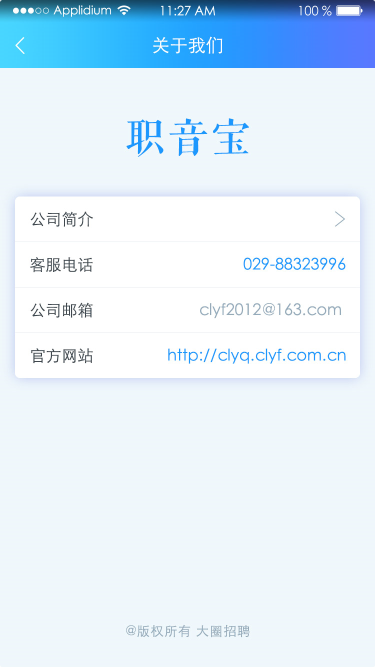 Applidium 11:27 AM 100 %
关于我们
职音宝
公司简介
客服电话 029-88323996
公司邮箱 clyf2012@163.com
官方网站 http://clyq.clyf.com.cn
@版权所有 大圈招聘